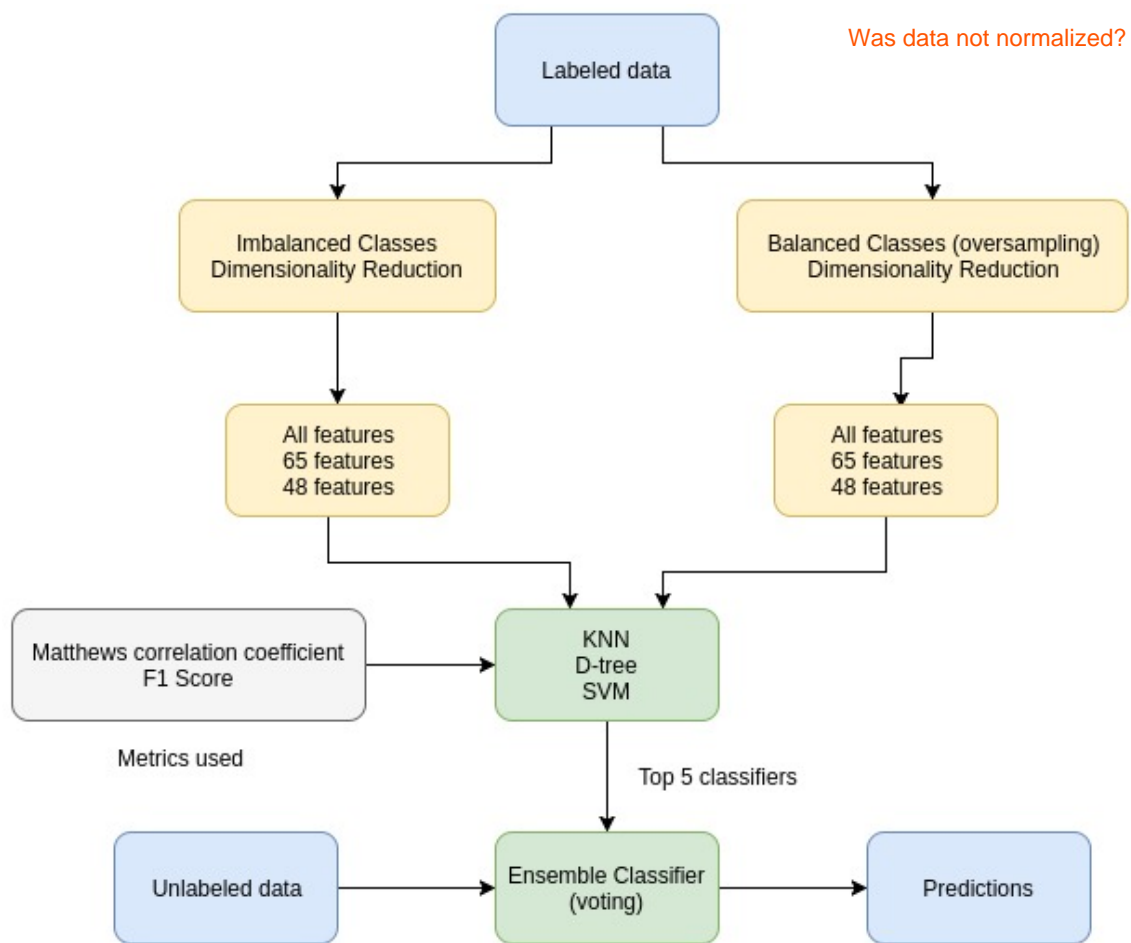 Was data not normalized?
Labeled data
Imbalanced Classes
Dimensionality Reduction
Balanced Classes (oversampling)
Dimensionality Reduction
All features
65 features
48 features
All features
65 features
48 features
Matthews correlation coefficient
F1 Score
KNN
D-tree
SVM
Metrics used
Top 5 classifiers
Unlabeled data
Ensemble Classifier
(voting)
Predictions